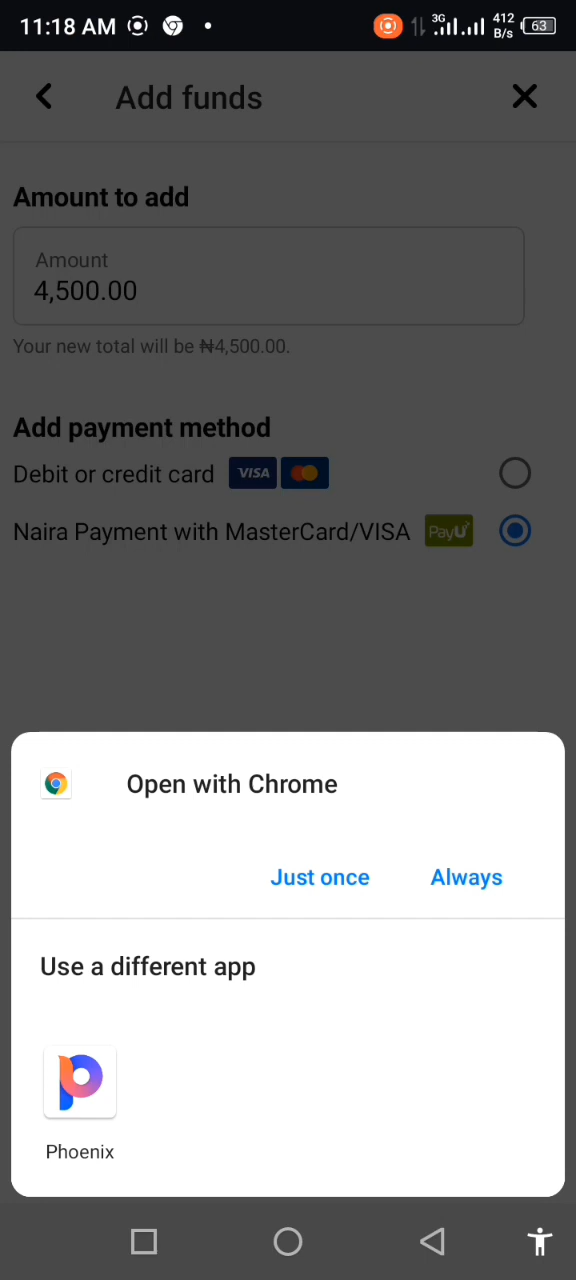 11:18 AM
3G
412 B/s
63
Add funds
Amount to add
Amount
4,500.00
Your new total will be ₦4,500.00.
Add payment method
Debit or credit card VISA
Naira Payment with MasterCard/VISA PayU
Open with Chrome
Just once Always
Use a different app
Phoenix